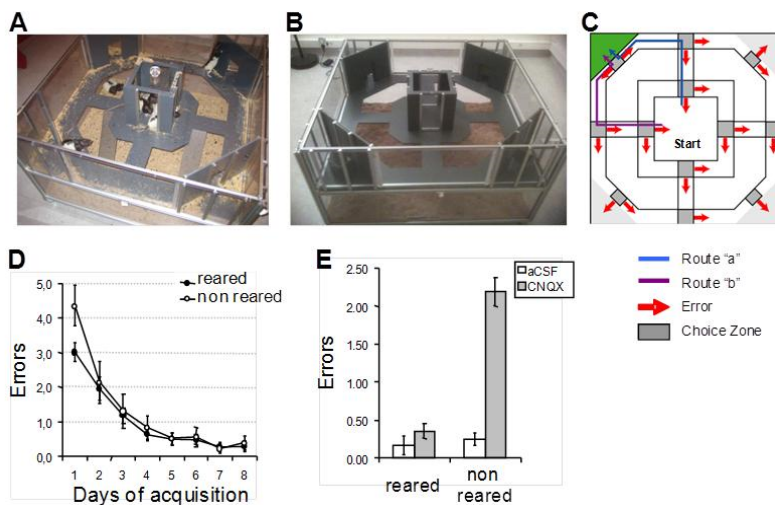 A
B
C
Start
Route "a"
Route "b"
Error
Choice Zone
D
reared
non reared
5,0
4,0
3,0
2,0
1,0
0,0
Errors
1 2 3 4 5 6 7 8
Days of acquisition
E
aCSF
CNQX
2.50
2.00
1.50
1.00
0.50
0.00
Errors
reared
non
reared